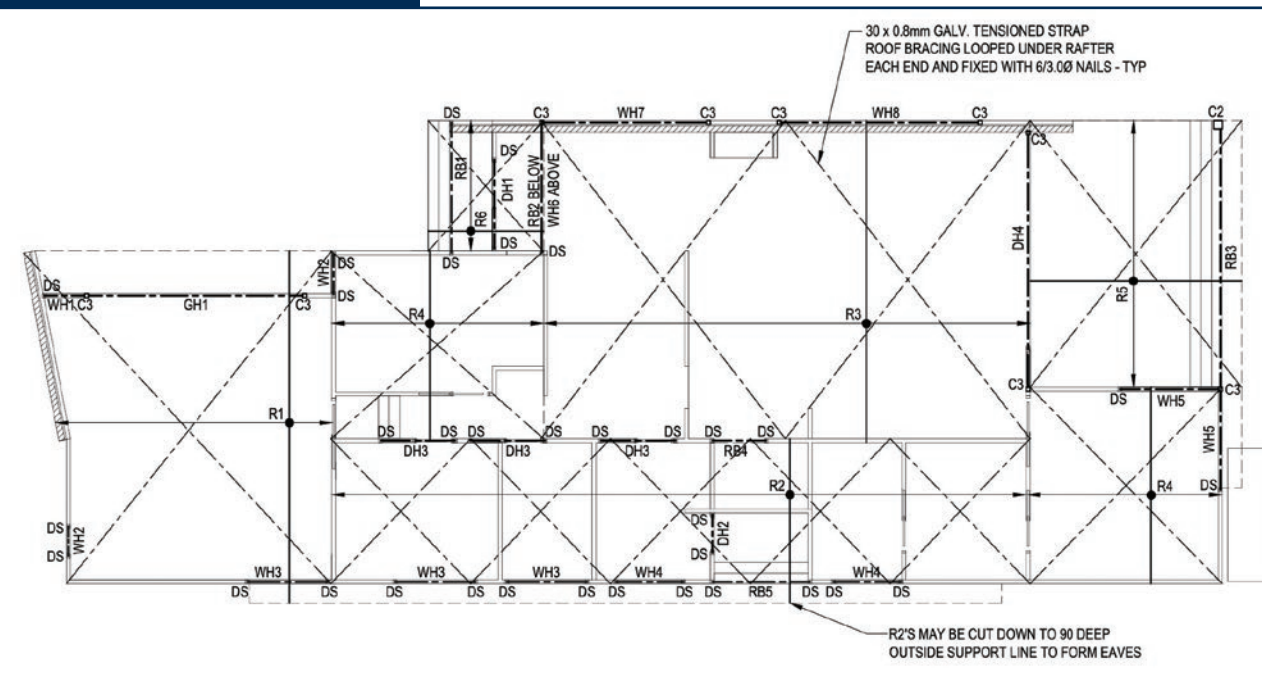 30 x 0.8mm GALV. TENSIONED STRAP
ROOF BRACING LOOPED UNDER RAFTER
EACH END AND FIXED WITH 6/3.0Ø NAILS - TYP
DS C3 WH7 C3 C3 WH8 C2
RB1 DS DH1 RB2 BELOW WH6 ABOVE C3
R6 DS DS DS
DH4 RB3
R5
DS WH2 DS
WH1 C3 GH1 C3 DS
R4 R3
C3 DS WH5 C3
R1
DS DS DS DS DS DS DS DS
DH3 DH3 DH3 RB4
WH5
R2 DS R4
DS DS DH2
DS WH2 DS
WH3 WH3 WH3 WH4 WH4
DS DS DS DS DS DS DS DS DS RB5 DS DS DS
R2'S MAY BE CUT DOWN TO 90 DEEP
OUTSIDE SUPPORT LINE TO FORM EAVES